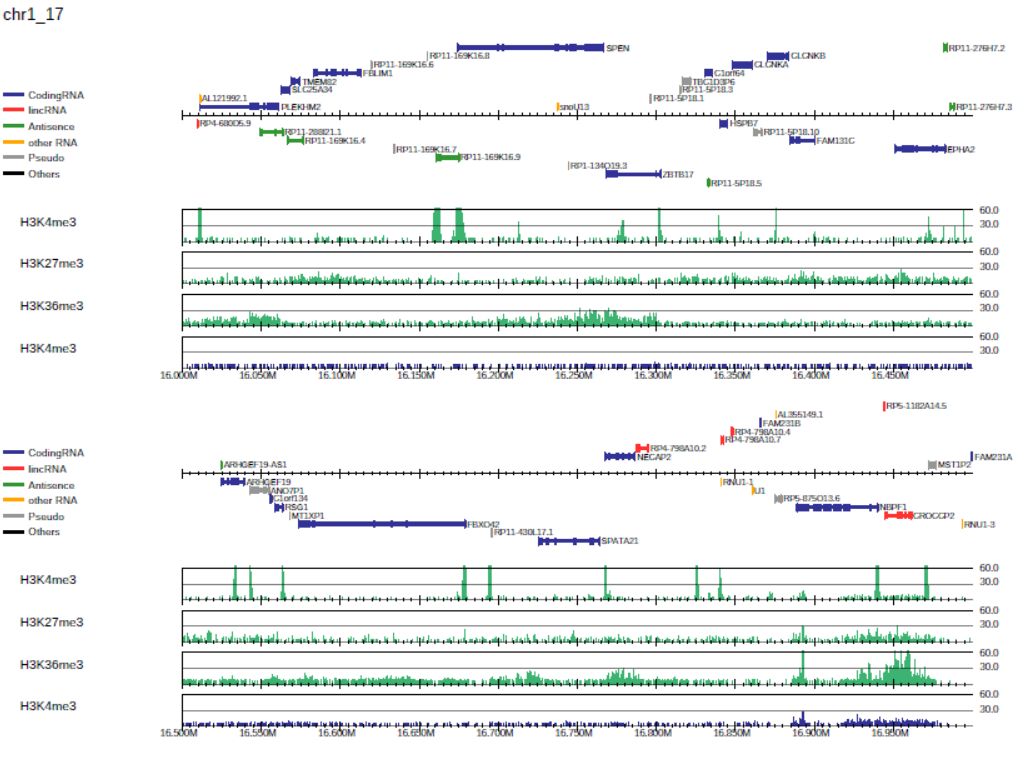 chr1_17
SPEN
RP11-276H7.2
RP11-169K16.8
CLCNKB
RP11-169K16.6
CLCNKA
FBLIM1
C1orf64
TMEM82
TBC1D3P6
SLC25A34
RP11-5P18.3
CodingRNA
AL121992.1
RP11-5P18.1
PLEKHM2
snoU13
RP11-276H7.3
lincRNA
RP4-680D5.9
HSPB7
Antisence
RP11-288I21.1
RP11-5P18.10
RP11-169K16.4
FAM131C
other RNA
RP11-169K16.7
EPHA2
Pseudo
RP11-169K16.9
RP1-134O19.3
Others
ZBTB17
RP11-5P18.5
H3K4me3
60.0
30.0
H3K27me3
60.0
30.0
H3K36me3
60.0
30.0
H3K4me3
60.0
30.0
16.000M 16.050M 16.100M 16.150M 16.200M 16.250M 16.300M 16.350M 16.400M 16.450M
RP5-1182A14.5
AL355149.1
FAM231B
RP4-798A10.4
RP4-798A10.7
RP4-798A10.2
CodingRNA
NECAP2
FAM231A
ARHGEF19-AS1
MST1P2
lincRNA
ARHGEF19
RNU1-1
Antisence
ANO7P1
U1
C1orf134
RP5-875O13.6
other RNA
RSG1
NBPF1
Pseudo
MT1XP1
CROCCP2
FBXO42
RNU1-3
Others
RP11-430L17.1
SPATA21
H3K4me3
60.0
30.0
H3K27me3
60.0
30.0
H3K36me3
60.0
30.0
H3K4me3
60.0
30.0
16.500M 16.550M 16.600M 16.650M 16.700M 16.750M 16.800M 16.850M 16.900M 16.950M